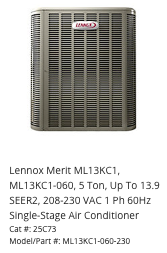 LENNOX
Lennox Merit ML13KC1,
ML13KC1-060, 5 Ton, Up To 13.9
SEER2, 208-230 VAC 1 Ph 60Hz
Single-Stage Air Conditioner
Cat #: 25C73
Model/Part #: ML13KC1-060-230